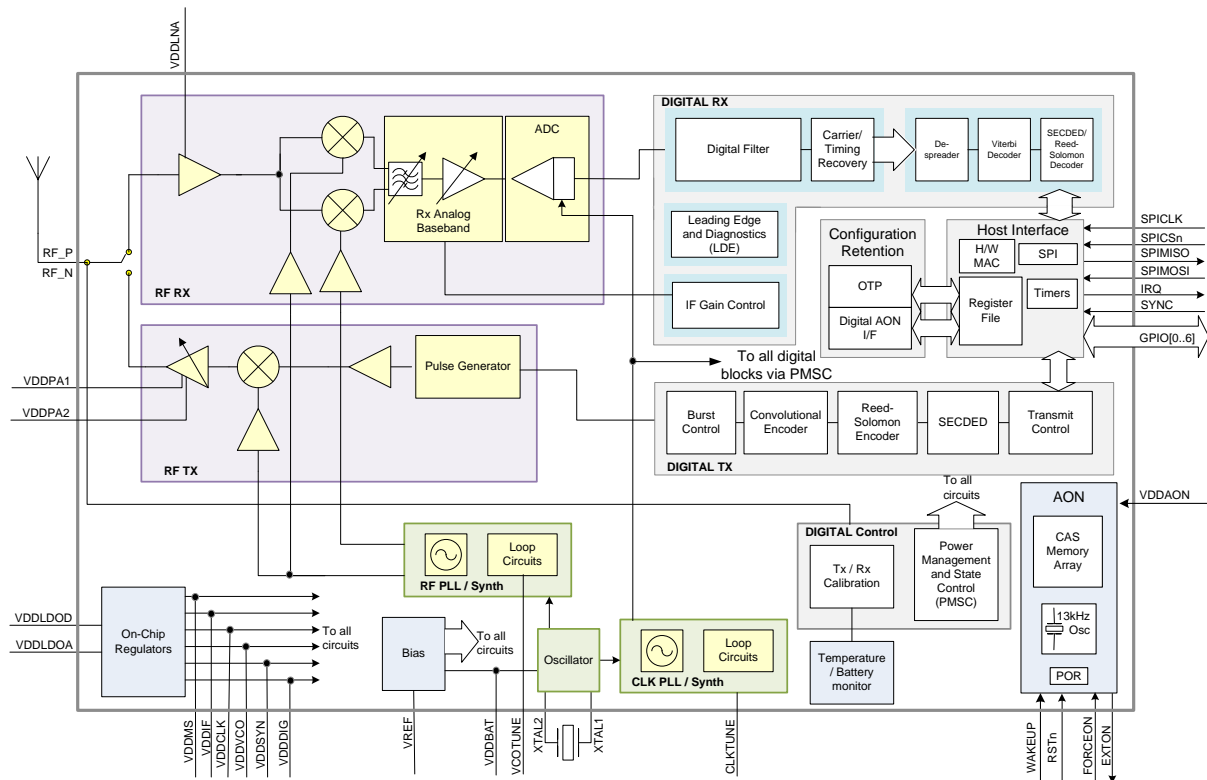 VDDLNA
DIGITAL RX
ADC
Digital Filter
Carrier/
Timing
Recovery
De-
spreader
Viterbi
Decoder
SECDED/
Reed-
Solomon
Decoder
Rx Analog
Baseband
Leading Edge
and Diagnostics
(LDE)
Configuration
Retention
Host Interface
H/W
MAC
SPI
SPICLK
SPICSn
SPIMISO
SPIMOSI
IRQ
SYNC
GPIO[0..6]
RF_P
RF_N
RF RX
IF Gain Control
OTP
Digital AON
I/F
Register
File
Timers
To all digital
blocks via PMSC
Pulse Generator
VDDPA1
VDDPA2
RF TX
Burst
Control
Convolutional
Encoder
Reed-
Solomon
Encoder
SECDED
Transmit
Control
DIGITAL TX
To all
circuits
AON
VDDAON
DIGITAL Control
Loop
Circuits
RF PLL / Synth
Tx / Rx
Calibration
Power
Management
and State
Control
(PMSC)
CAS
Memory
Array
13kHz
Osc
POR
VDDLDOD
VDDLDOA
On-Chip
Regulators
To all
circuits
Bias
To all
circuits
Oscillator
Loop
Circuits
CLK PLL / Synth
Temperature
/ Battery
monitor
VDDMS
VDDIF
VDDCLK
VDDVCO
VDDSYN
VDDDIG
VREF
VDDBAT
VCOTUNE
XTAL2
XTAL1
CLKTUNE
WAKEUP
RSTn
FORCEON
EXTON